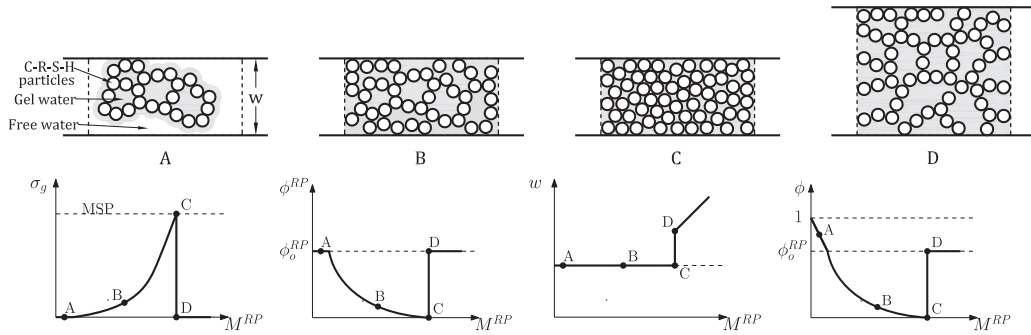 C-R-S-H
particles
Gel water
Free water
w
A
B
C
D
σ_g
MSP
A
B
C
D
M^{RP}
ϕ^{RP}
ϕ_o^{RP}
A
B
C
D
M^{RP}
w
A
B
C
D
M^{RP}
ϕ
1
ϕ_o^{RP}
A
B
C
D
M^{RP}